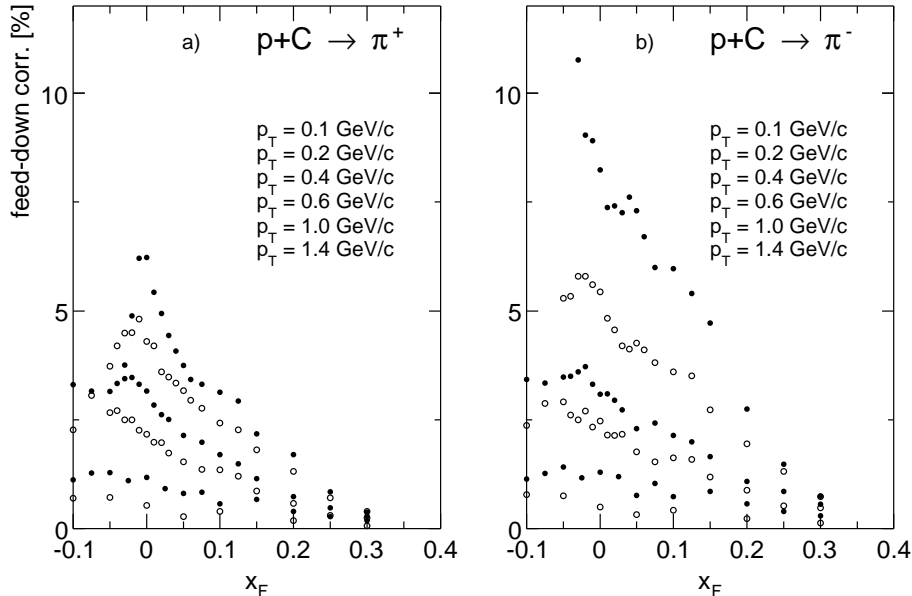 feed-down corr. [%]
a) p+C → π⁺
10
5
0
p_T = 0.1 GeV/c
p_T = 0.2 GeV/c
p_T = 0.4 GeV/c
p_T = 0.6 GeV/c
p_T = 1.0 GeV/c
p_T = 1.4 GeV/c
-0.1 0 0.1 0.2 0.3 0.4
x_F
b) p+C → π⁻
10
5
0
p_T = 0.1 GeV/c
p_T = 0.2 GeV/c
p_T = 0.4 GeV/c
p_T = 0.6 GeV/c
p_T = 1.0 GeV/c
p_T = 1.4 GeV/c
-0.1 0 0.1 0.2 0.3 0.4
x_F